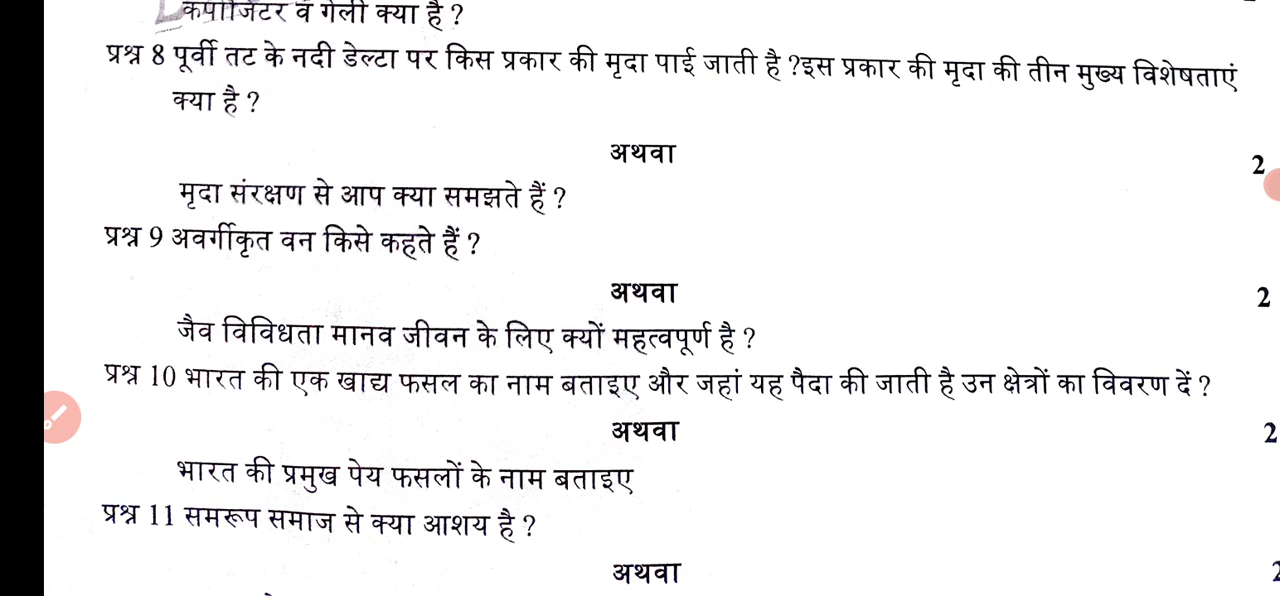 कंपोजिटर व गेली क्या है ?
प्रश्न 8 पूर्वी तट के नदी डेल्टा पर किस प्रकार की मृदा पाई जाती है ?इस प्रकार की मृदा की तीन मुख्य विशेषताएं
क्या है ?
अथवा
2
मृदा संरक्षण से आप क्या समझते हैं ?
प्रश्न 9 अवर्गीकृत वन किसे कहते हैं ?
अथवा
2
जैव विविधता मानव जीवन के लिए क्यों महत्वपूर्ण है ?
प्रश्न 10 भारत की एक खाद्य फसल का नाम बताइए और जहां यह पैदा की जाती है उन क्षेत्रों का विवरण दें ?
अथवा
2
भारत की प्रमुख पेय फसलों के नाम बताइए
प्रश्न 11 समरूप समाज से क्या आशय है ?
अथवा
2